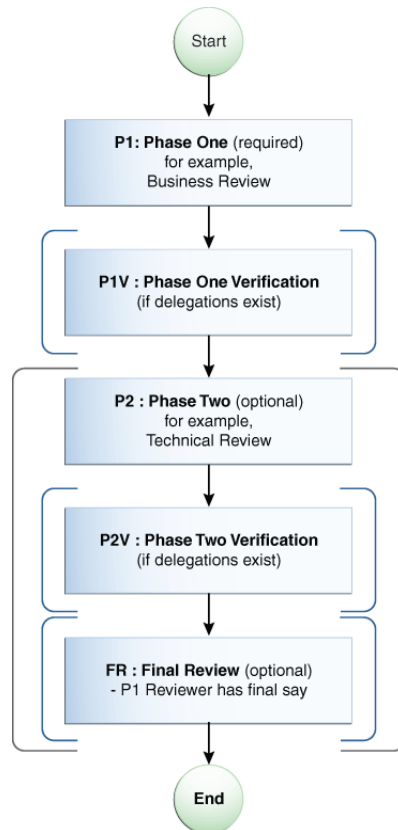 Start
P1: Phase One (required)
for example,
Business Review
P1V : Phase One Verification
(if delegations exist)
P2 : Phase Two (optional)
for example,
Technical Review
P2V : Phase Two Verification
(if delegations exist)
FR : Final Review (optional)
- P1 Reviewer has final say
End